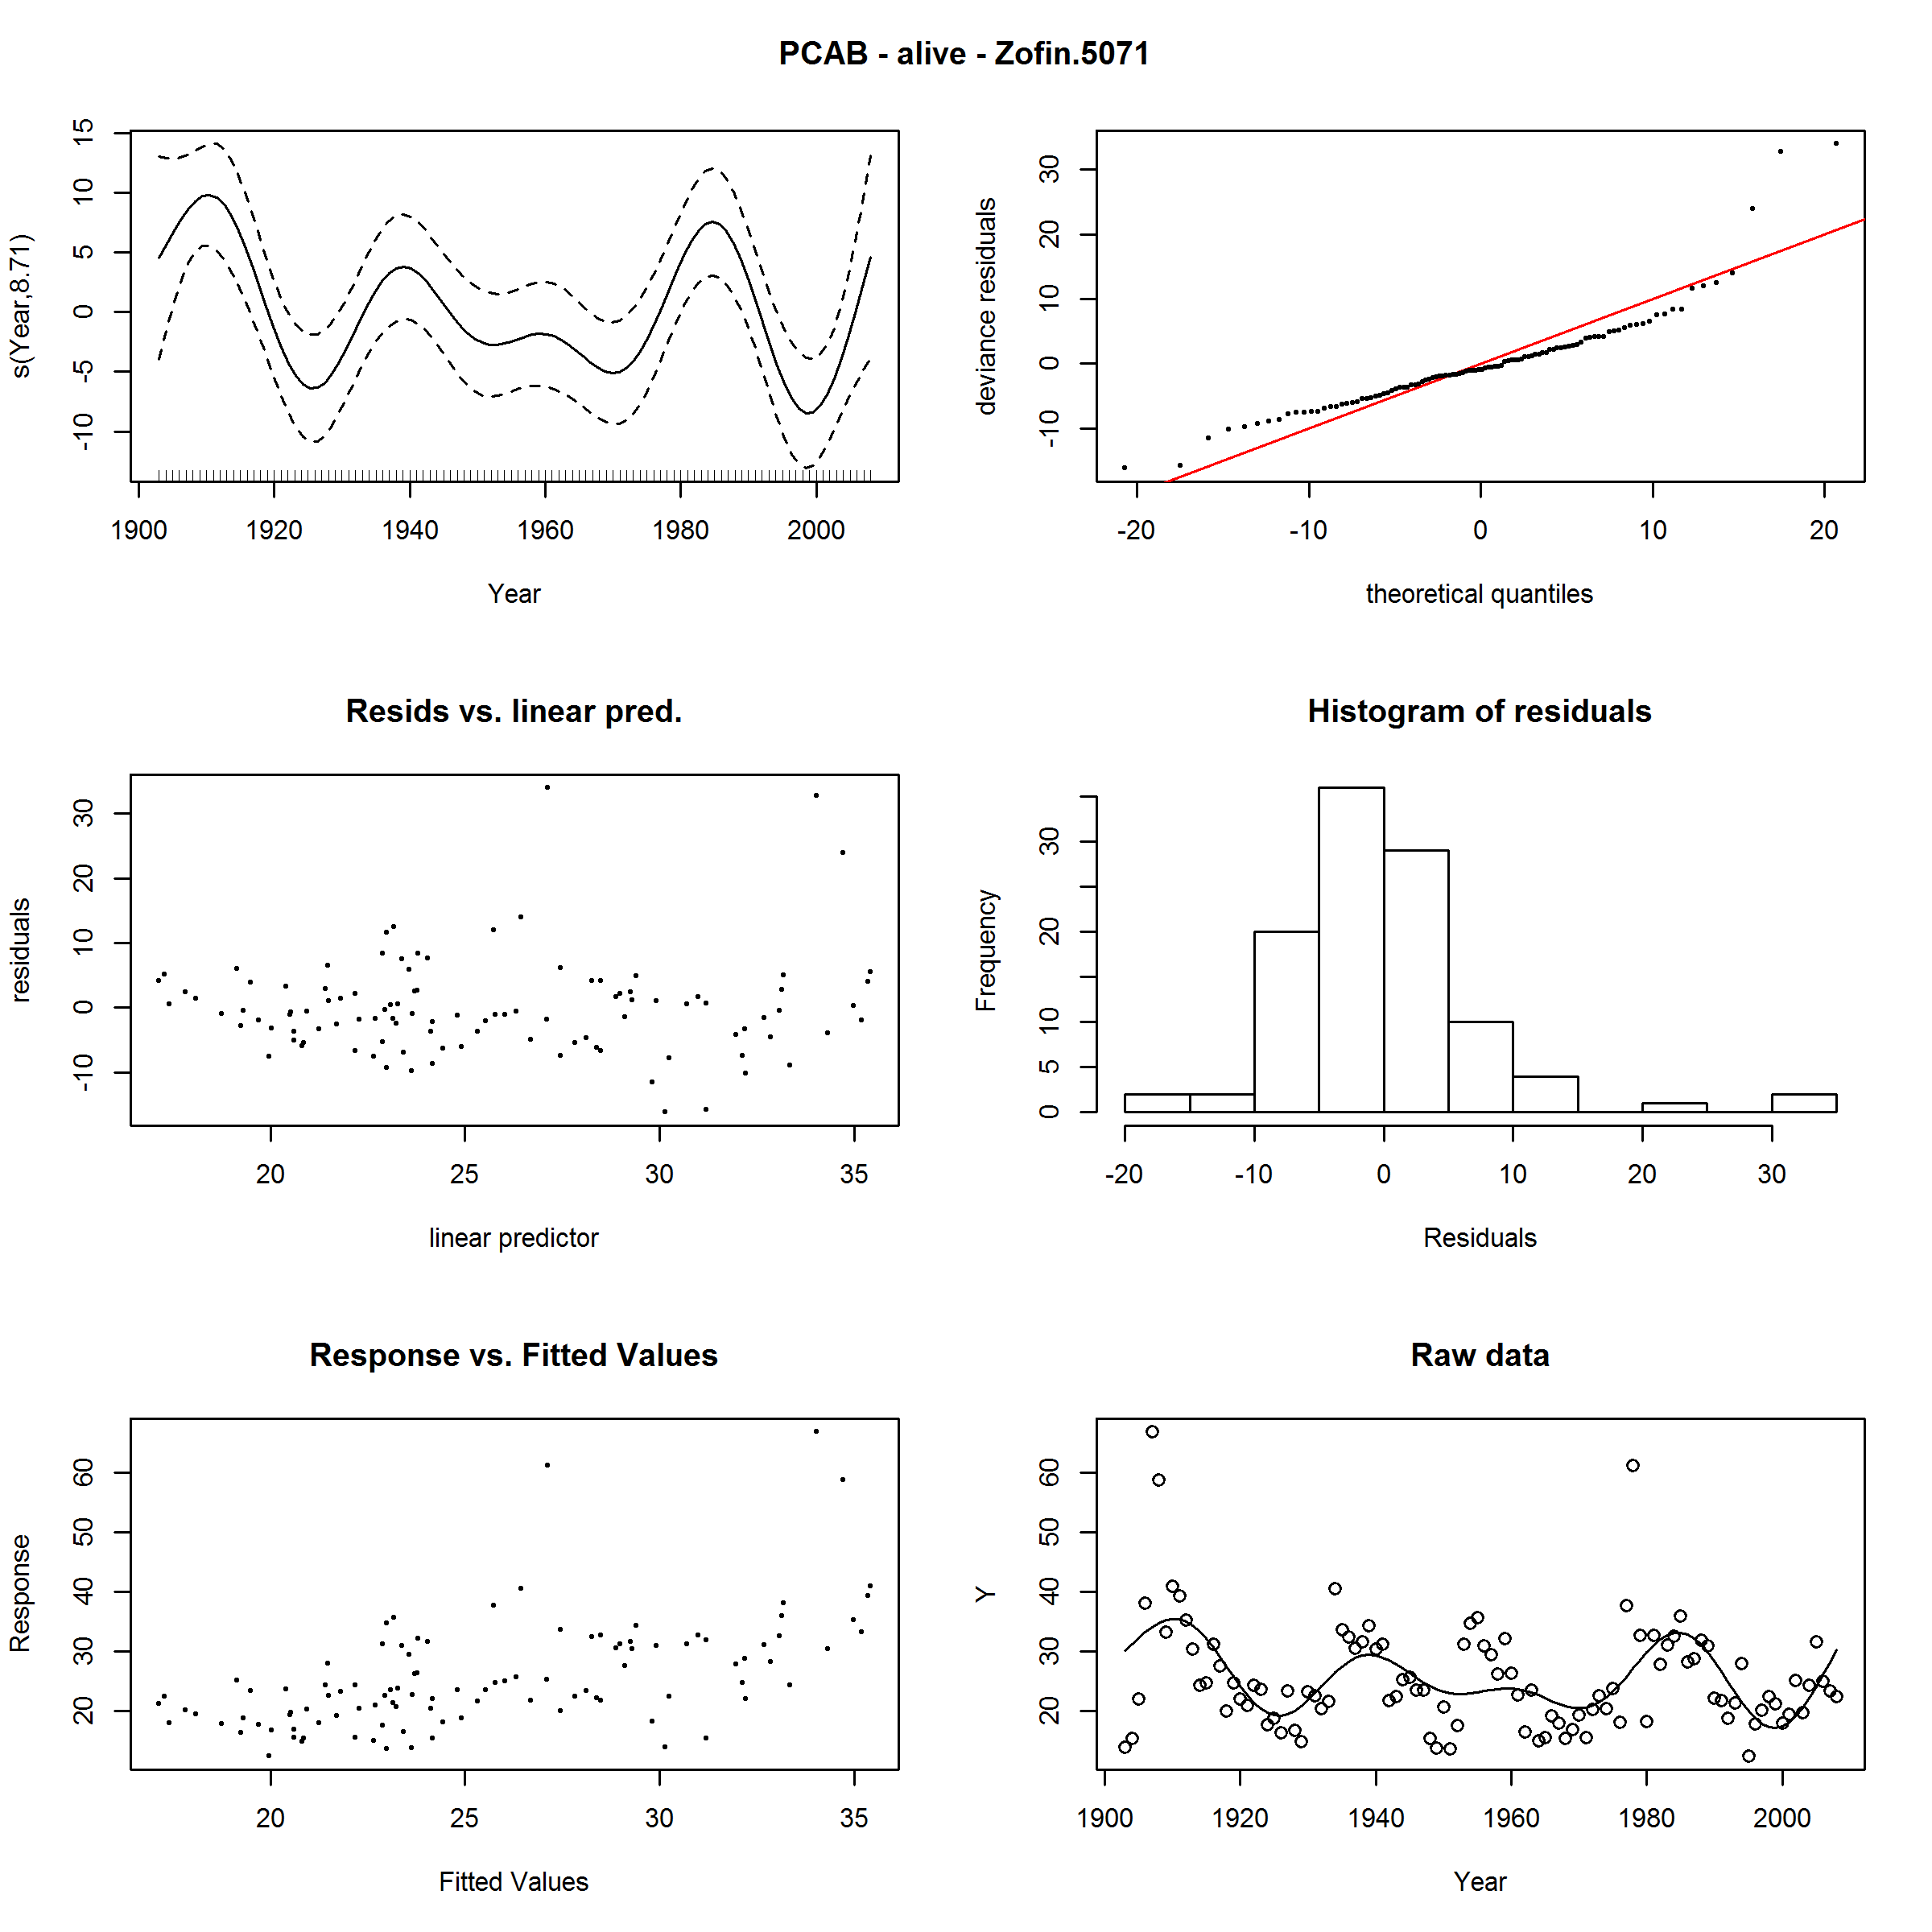 PCAB - alive - Zofin.5071
s(Year,8.71)
-10 -5 0 5 10 15
1900 1920 1940 1960 1980 2000
Year
deviance residuals
-10 0 10 20 30
-20 -10 0 10 20
theoretical quantiles
Resids vs. linear pred.
residuals
-10 0 10 20 30
20 25 30 35
linear predictor
Histogram of residuals
Frequency
0 5 10 20 30
-20 -10 0 10 20 30
Residuals
Response vs. Fitted Values
Response
20 30 40 50 60
20 25 30 35
Fitted Values
Raw data
Y
20 30 40 50 60
1900 1920 1940 1960 1980 2000
Year